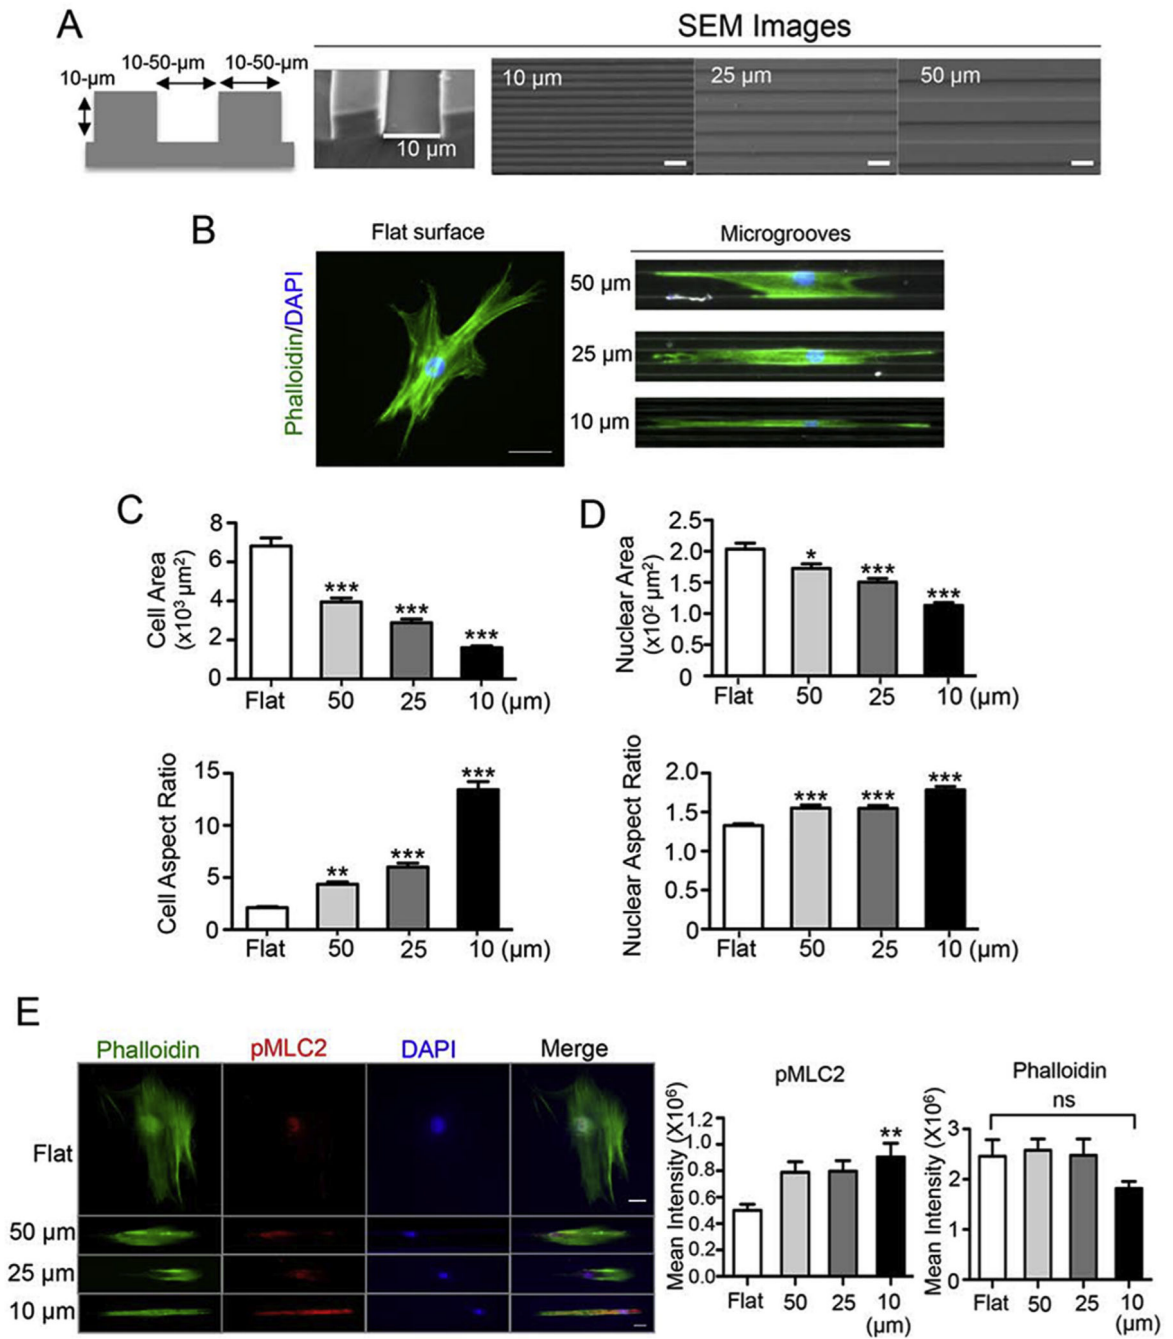 A
SEM Images
10-50-μm 10-50-μm
10-μm
10 μm
10 μm
25 μm
50 μm
B
Flat surface
Microgrooves
Phalloidin/DAPI
50 μm
25 μm
10 μm
C
Cell Area
(x10³ μm²)
8
6
4
2
0
***
***
***
Flat 50 25 10 (μm)
D
Nuclear Area
(x10² μm²)
2.5
2.0
1.5
1.0
0.5
0
*
***
***
Flat 50 25 10 (μm)
Cell Aspect Ratio
15
10
5
0
**
***
***
Flat 50 25 10 (μm)
Nuclear Aspect Ratio
2.0
1.5
1.0
0.5
0
***
***
***
Flat 50 25 10 (μm)
E
Phalloidin pMLC2 DAPI Merge
Flat
50 μm
25 μm
10 μm
pMLC2
Mean Intensity (X10⁶)
1.2
1.0
0.8
0.6
0.4
0.2
0.0
**
Flat 50 25 10
(μm)
Phalloidin
ns
Mean Intensity (X10⁶)
3
2
1
0
Flat 50 25 10
(μm)